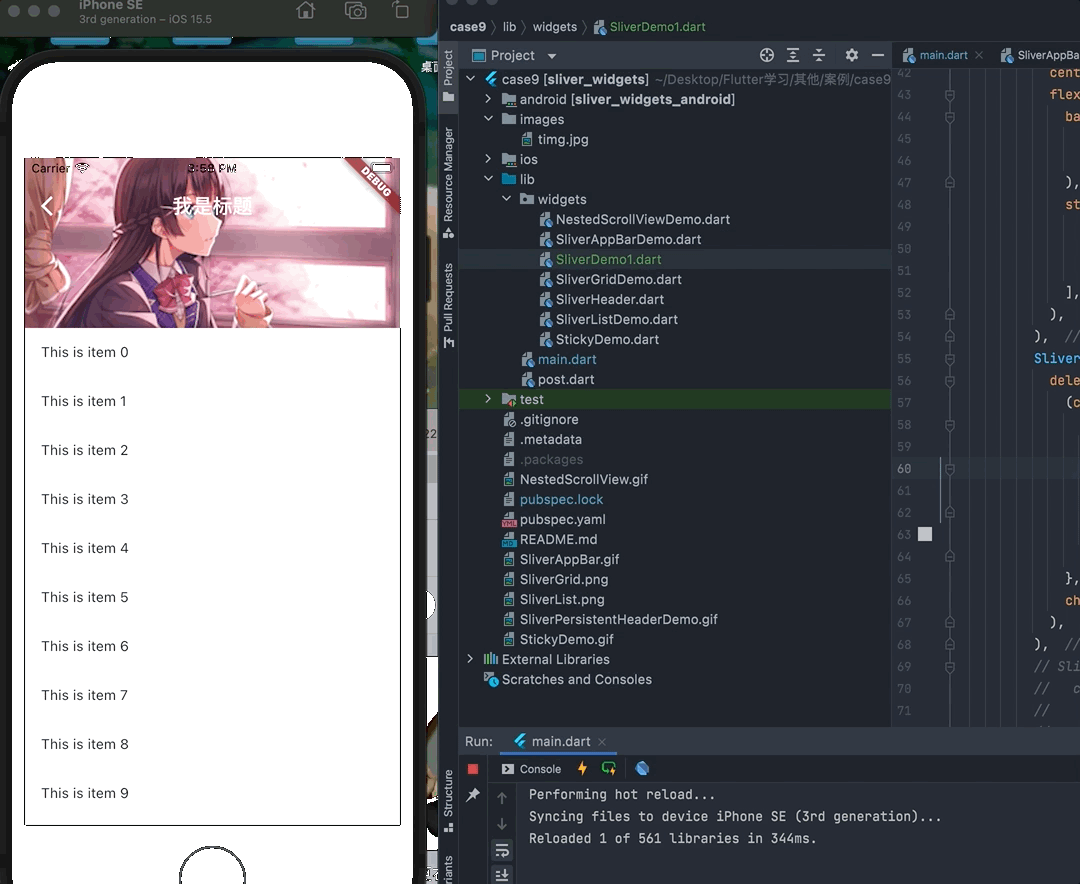 iPhone SE
3rd generation – iOS 15.5
Carrier
我是标题
DEBUG
This is item 0
This is item 1
This is item 2
This is item 3
This is item 4
This is item 5
This is item 6
This is item 7
This is item 8
This is item 9
case9 〉 lib 〉 widgets 〉 SliverDemo1.dart
Project
Resource Manager
Pull Requests
Structure
Project
case9 [sliver_widgets] ~/Desktop/Flutter学习/其他/案例/case9
android [sliver_widgets_android]
images
timg.jpg
ios
lib
widgets
NestedScrollViewDemo.dart
SliverAppBarDemo.dart
SliverDemo1.dart
SliverGridDemo.dart
SliverHeader.dart
SliverListDemo.dart
StickyDemo.dart
main.dart
post.dart
test
.gitignore
.metadata
.packages
NestedScrollView.gif
pubspec.lock
pubspec.yaml
README.md
SliverAppBar.gif
SliverGrid.png
SliverList.png
SliverPersistentHeaderDemo.gif
StickyDemo.gif
External Libraries
Scratches and Consoles
main.dart × SliverAppBa
42 cent
43 flex
44 ba
45
46
47 ),
48 st
49
50
51
52 ],
53 ),
54 ), //
55 Sliver
56 dele
57 (c
58
59
60
61
62
63
64
65 },
66 ch
67 ),
68 ), //
69 // Sli
70 // c
71 //
Run: main.dart ×
Console
Performing hot reload...
Syncing files to device iPhone SE (3rd generation)...
Reloaded 1 of 561 libraries in 344ms.